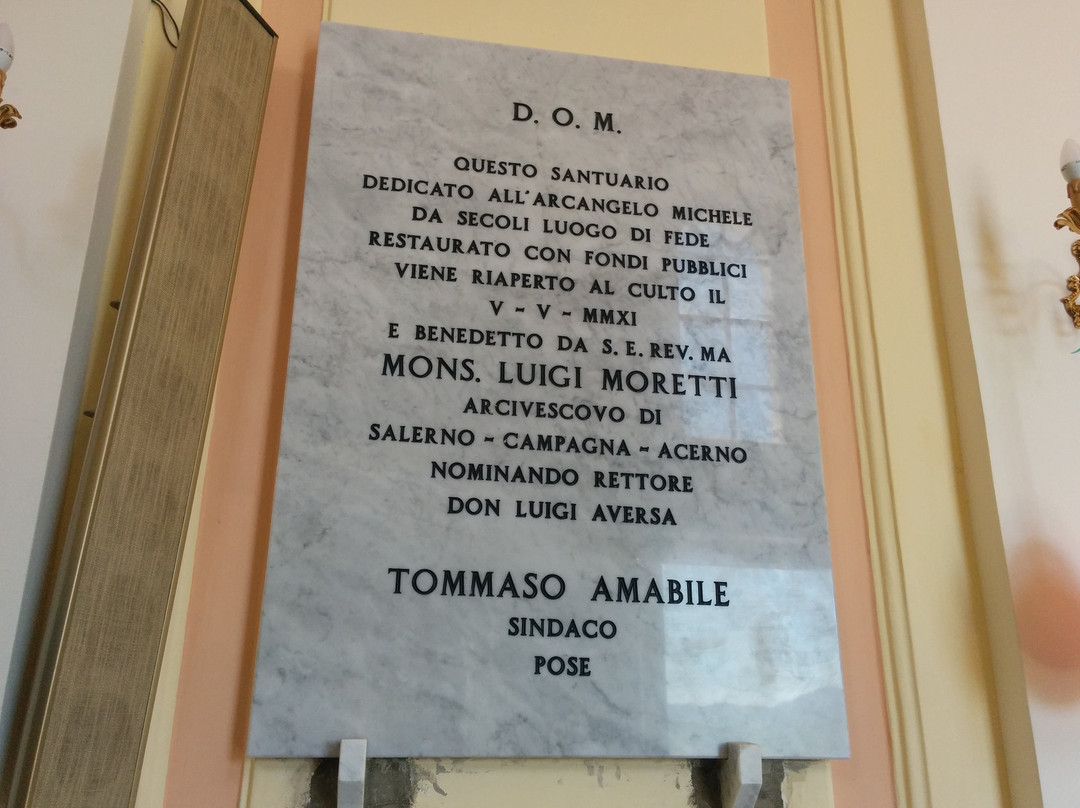 D. O. M.
QUESTO SANTUARIO
DEDICATO ALL'ARCANGELO MICHELE
DA SECOLI LUOGO DI FEDE
RESTAURATO CON FONDI PUBBLICI
VIENE RIAPERTO AL CULTO IL
V - V - MMXI
E BENEDETTO DA S. E. REV. MA
MONS. LUIGI MORETTI
ARCIVESCOVO DI
SALERNO - CAMPAGNA - ACERNO
NOMINANDO RETTORE
DON LUIGI AVERSA
TOMMASO AMABILE
SINDACO
POSE